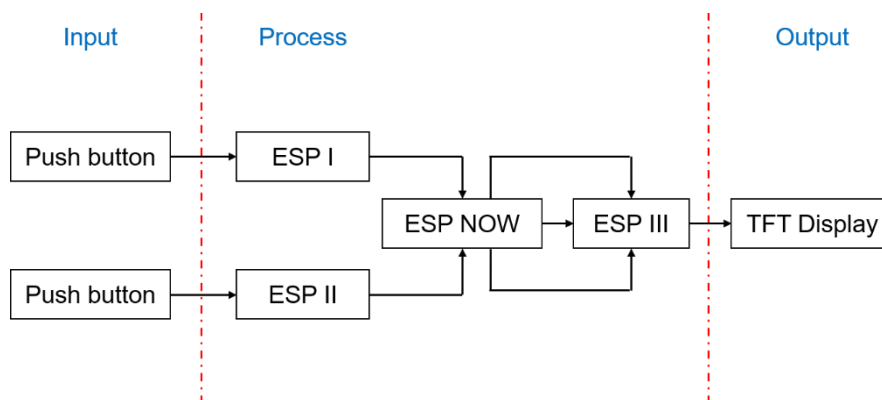 Input
Process
Output
Push button
ESP I
ESP NOW
ESP III
TFT Display
Push button
ESP II